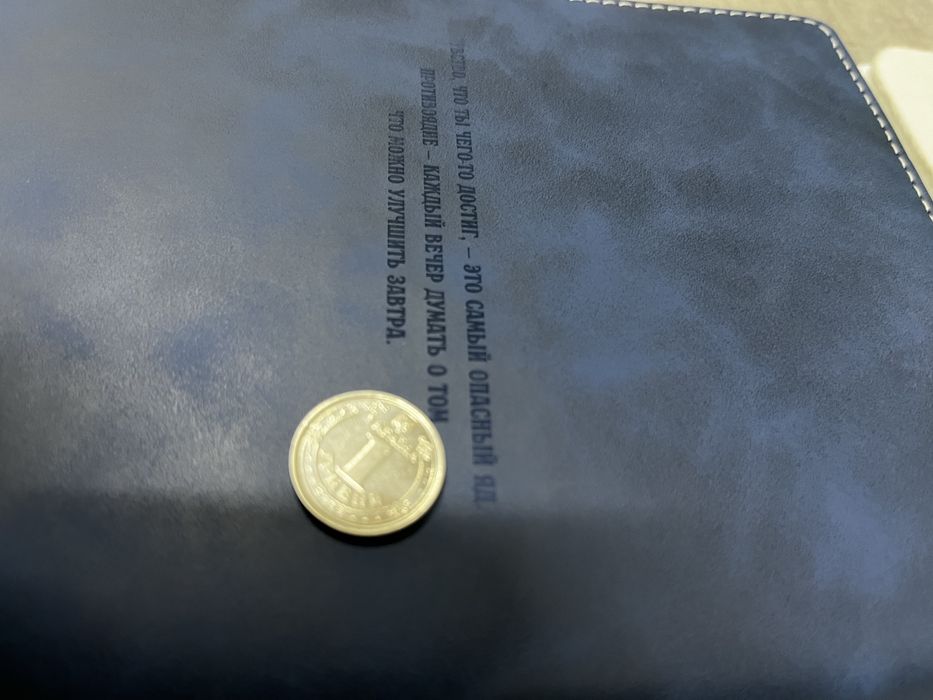 ЧТО ТЫ ЧЕГО-ТО ДОСТИГ, – ЭТО САМЫЙ ОПАСНЫЙ ЯД.
ПРОТИВОЯДИЕ – КАЖДЫЙ ВЕЧЕР ДУМАТЬ О ТОМ
ЧТО МОЖНО УЛУЧШИТЬ ЗАВТРА.
1
ГРИВНЯ